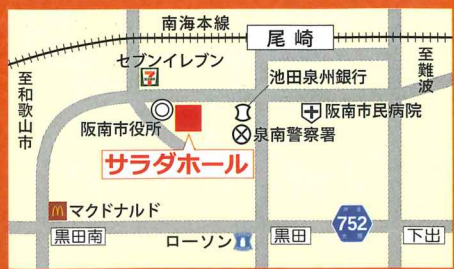 南海本線
尾崎
至難波
セブンイレブン
池田泉州銀行
至和歌山市
阪南市役所
阪南市民病院
泉南警察署
サラダホール
マクドナルド
752
黒田南
ローソン
黒田
下出